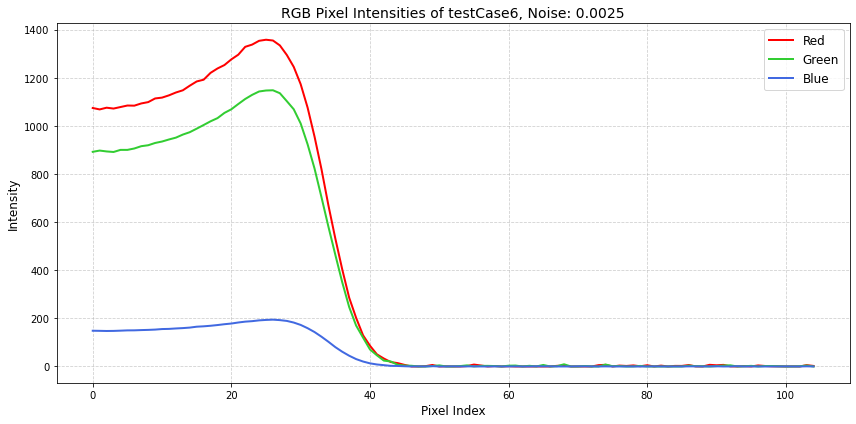 RGB Pixel Intensities of testCase6, Noise: 0.0025
Red
Green
Blue
Intensity
1400
1200
1000
800
600
400
200
0
0 20 40 60 80 100
Pixel Index